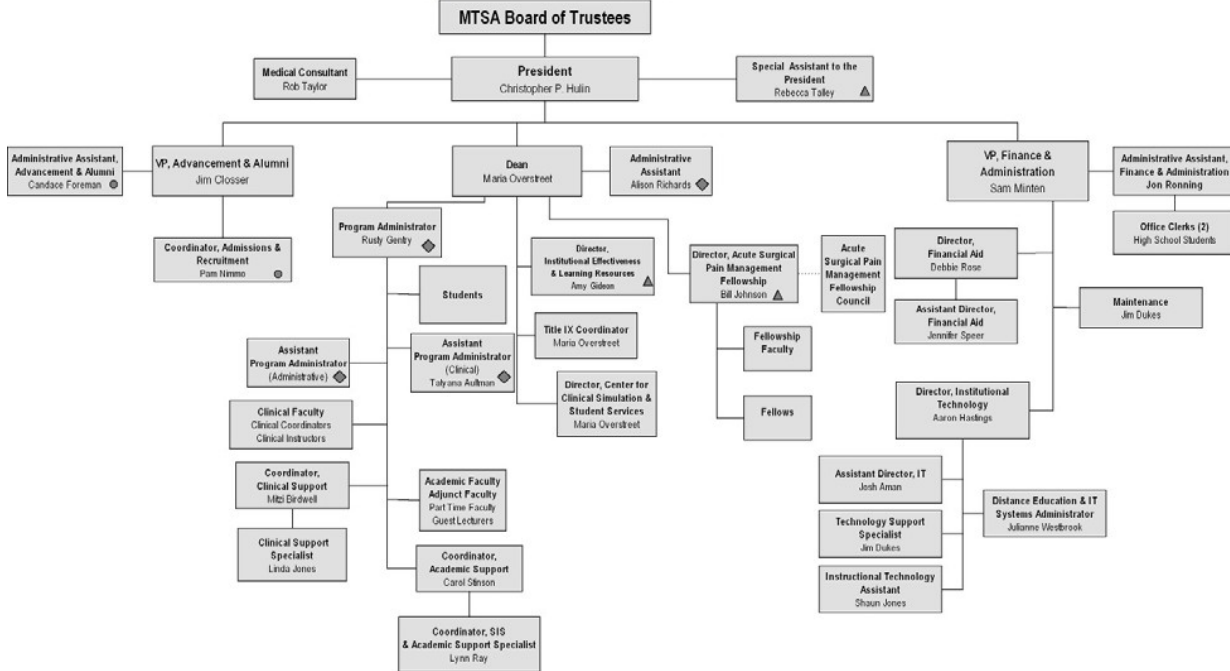 MTSA Board of Trustees
President
Christopher P. Hulin
Medical Consultant
Rob Taylor
Special Assistant to the
President
Rebecca Talley
Administrative Assistant,
Advancement & Alumni
Candace Foreman
VP, Advancement & Alumni
Jim Closser
Dean
Maria Overstreet
Administrative
Assistant
Alison Richards
VP, Finance &
Administration
Sam Minten
Administrative Assistant,
Finance & Administration
Jon Ronning
Office Clerks (2)
High School Students
Coordinator, Admissions &
Recruitment
Pam Nimmo
Program Administrator
Rusty Gentry
Director,
Institutional Effectiveness
& Learning Resources
Amy Gideon
Director, Acute Surgical
Pain Management
Fellowship
Bill Johnson
Acute
Surgical Pain
Management
Fellowship
Council
Director,
Financial Aid
Debbie Rose
Students
Title IX Coordinator
Maria Overstreet
Fellowship
Faculty
Assistant Director,
Financial Aid
Jennifer Speer
Maintenance
Jim Dukes
Assistant
Program Administrator
(Administrative)
Assistant
Program Administrator
(Clinical)
Tatyana Aultman
Director, Center for
Clinical Simulation &
Student Services
Maria Overstreet
Fellows
Director, Institutional
Technology
Aaron Hastings
Clinical Faculty
Clinical Coordinators
Clinical Instructors
Coordinator,
Clinical Support
Mitzi Birdwell
Academic Faculty
Adjunct Faculty
Part Time Faculty
Guest Lecturers
Assistant Director, IT
Josh Aman
Distance Education & IT
Systems Administrator
Julianne Westbrook
Clinical Support
Specialist
Linda Jones
Technology Support
Specialist
Jim Dukes
Coordinator,
Academic Support
Carol Stinson
Instructional Technology
Assistant
Shaun Jones
Coordinator, SIS
& Academic Support Specialist
Lynn Ray